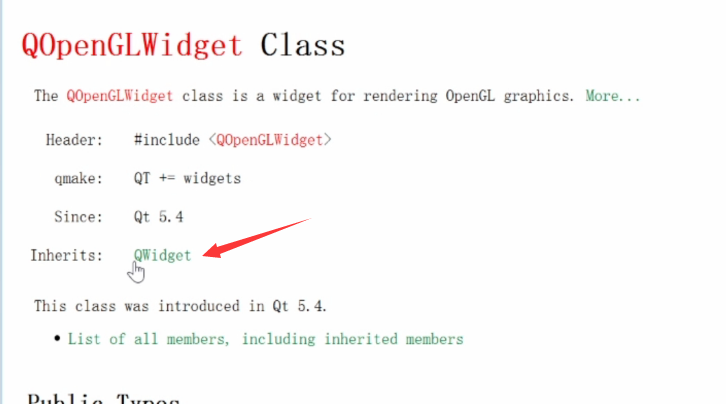 QOpenGLWidget Class
The QOpenGLWidget class is a widget for rendering OpenGL graphics. More...
Header: #include <QOpenGLWidget>
qmake: QT += widgets
Since: Qt 5.4
Inherits: QWidget
This class was introduced in Qt 5.4.
• List of all members, including inherited members
Public Types